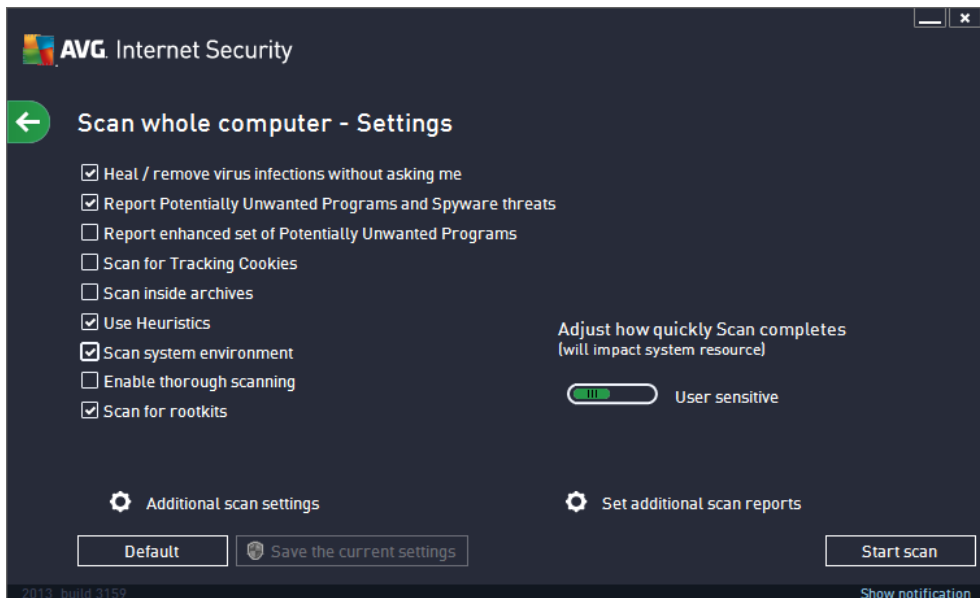 AVG. Internet Security
Scan whole computer - Settings
Heal / remove virus infections without asking me
Report Potentially Unwanted Programs and Spyware threats
Report enhanced set of Potentially Unwanted Programs
Scan for Tracking Cookies
Scan inside archives
Use Heuristics
Scan system environment
Enable thorough scanning
Scan for rootkits
Adjust how quickly Scan completes
(will impact system resource)
User sensitive
Additional scan settings
Set additional scan reports
Default
Save the current settings
Start scan
2013 build 3159
Show notification